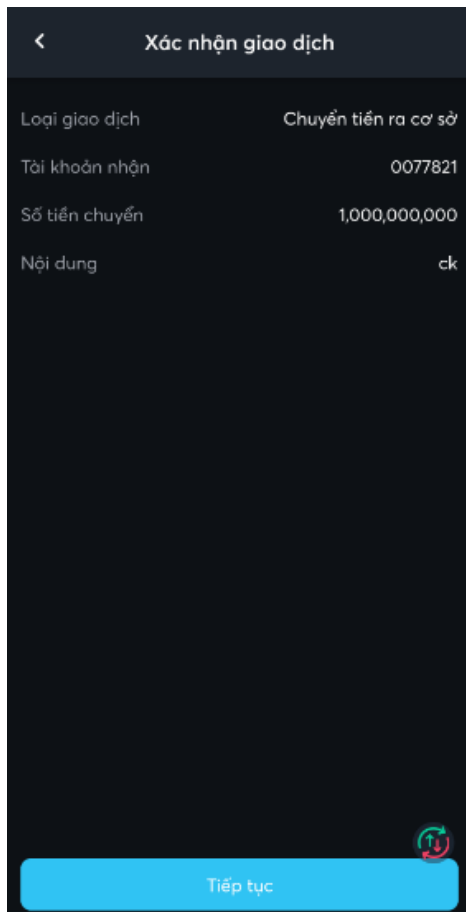 Xác nhận giao dịch
Loại giao dịch Chuyển tiền ra cơ sở
Tài khoản nhận 0077821
Số tiền chuyển 1,000,000,000
Nội dung ck
Tiếp tục